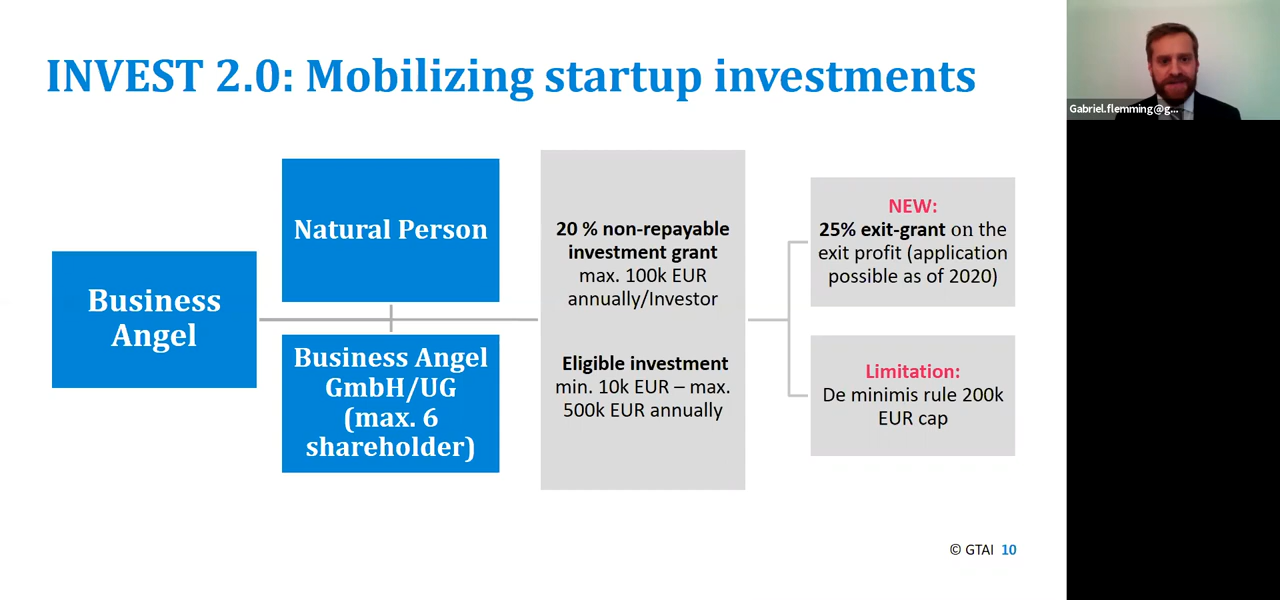 INVEST 2.0: Mobilizing startup investments
Business
Angel
Natural Person
Business Angel
GmbH/UG
(max. 6
shareholder)
20 % non-repayable
investment grant
max. 100k EUR
annually/Investor
Eligible investment
min. 10k EUR – max.
500k EUR annually
NEW:
25% exit-grant on the
exit profit (application
possible as of 2020)
Limitation:
De minimis rule 200k
EUR cap
© GTAI 10
Gabriel.flemming@g...